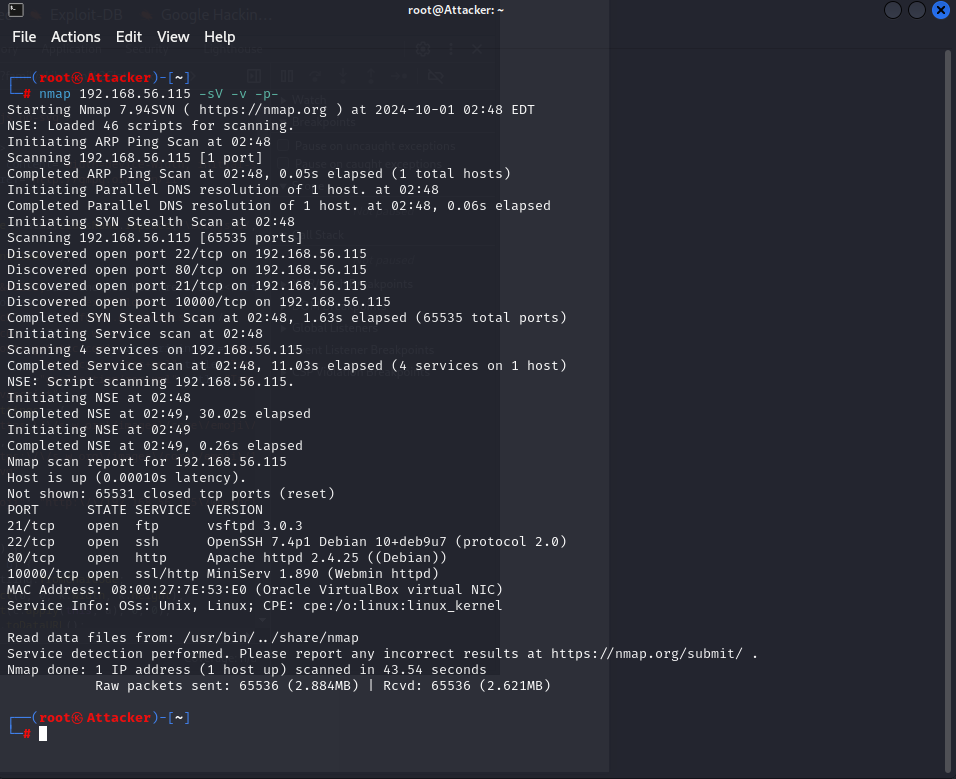 Exploit-DB Google Hackin...
root@Attacker: ~
File Actions Edit View Help
┌──(root㉿Attacker)-[~]
└─# nmap 192.168.56.115 -sV -v -p-
Starting Nmap 7.94SVN ( https://nmap.org ) at 2024-10-01 02:48 EDT
NSE: Loaded 46 scripts for scanning.
Initiating ARP Ping Scan at 02:48
Scanning 192.168.56.115 [1 port]
Completed ARP Ping Scan at 02:48, 0.05s elapsed (1 total hosts)
Initiating Parallel DNS resolution of 1 host. at 02:48
Completed Parallel DNS resolution of 1 host. at 02:48, 0.06s elapsed
Initiating SYN Stealth Scan at 02:48
Scanning 192.168.56.115 [65535 ports]
Discovered open port 22/tcp on 192.168.56.115
Discovered open port 80/tcp on 192.168.56.115
Discovered open port 21/tcp on 192.168.56.115
Discovered open port 10000/tcp on 192.168.56.115
Completed SYN Stealth Scan at 02:48, 1.63s elapsed (65535 total ports)
Initiating Service scan at 02:48
Scanning 4 services on 192.168.56.115
Completed Service scan at 02:48, 11.03s elapsed (4 services on 1 host)
NSE: Script scanning 192.168.56.115.
Initiating NSE at 02:48
Completed NSE at 02:49, 30.02s elapsed
Initiating NSE at 02:49
Completed NSE at 02:49, 0.26s elapsed
Nmap scan report for 192.168.56.115
Host is up (0.00010s latency).
Not shown: 65531 closed tcp ports (reset)
PORT STATE SERVICE VERSION
21/tcp open ftp vsftpd 3.0.3
22/tcp open ssh OpenSSH 7.4p1 Debian 10+deb9u7 (protocol 2.0)
80/tcp open http Apache httpd 2.4.25 ((Debian))
10000/tcp open ssl/http MiniServ 1.890 (Webmin httpd)
MAC Address: 08:00:27:7E:53:E0 (Oracle VirtualBox virtual NIC)
Service Info: OSs: Unix, Linux; CPE: cpe:/o:linux:linux_kernel
Read data files from: /usr/bin/../share/nmap
Service detection performed. Please report any incorrect results at https://nmap.org/submit/ .
Nmap done: 1 IP address (1 host up) scanned in 43.54 seconds
Raw packets sent: 65536 (2.884MB) | Rcvd: 65536 (2.621MB)
┌──(root㉿Attacker)-[~]
└─#